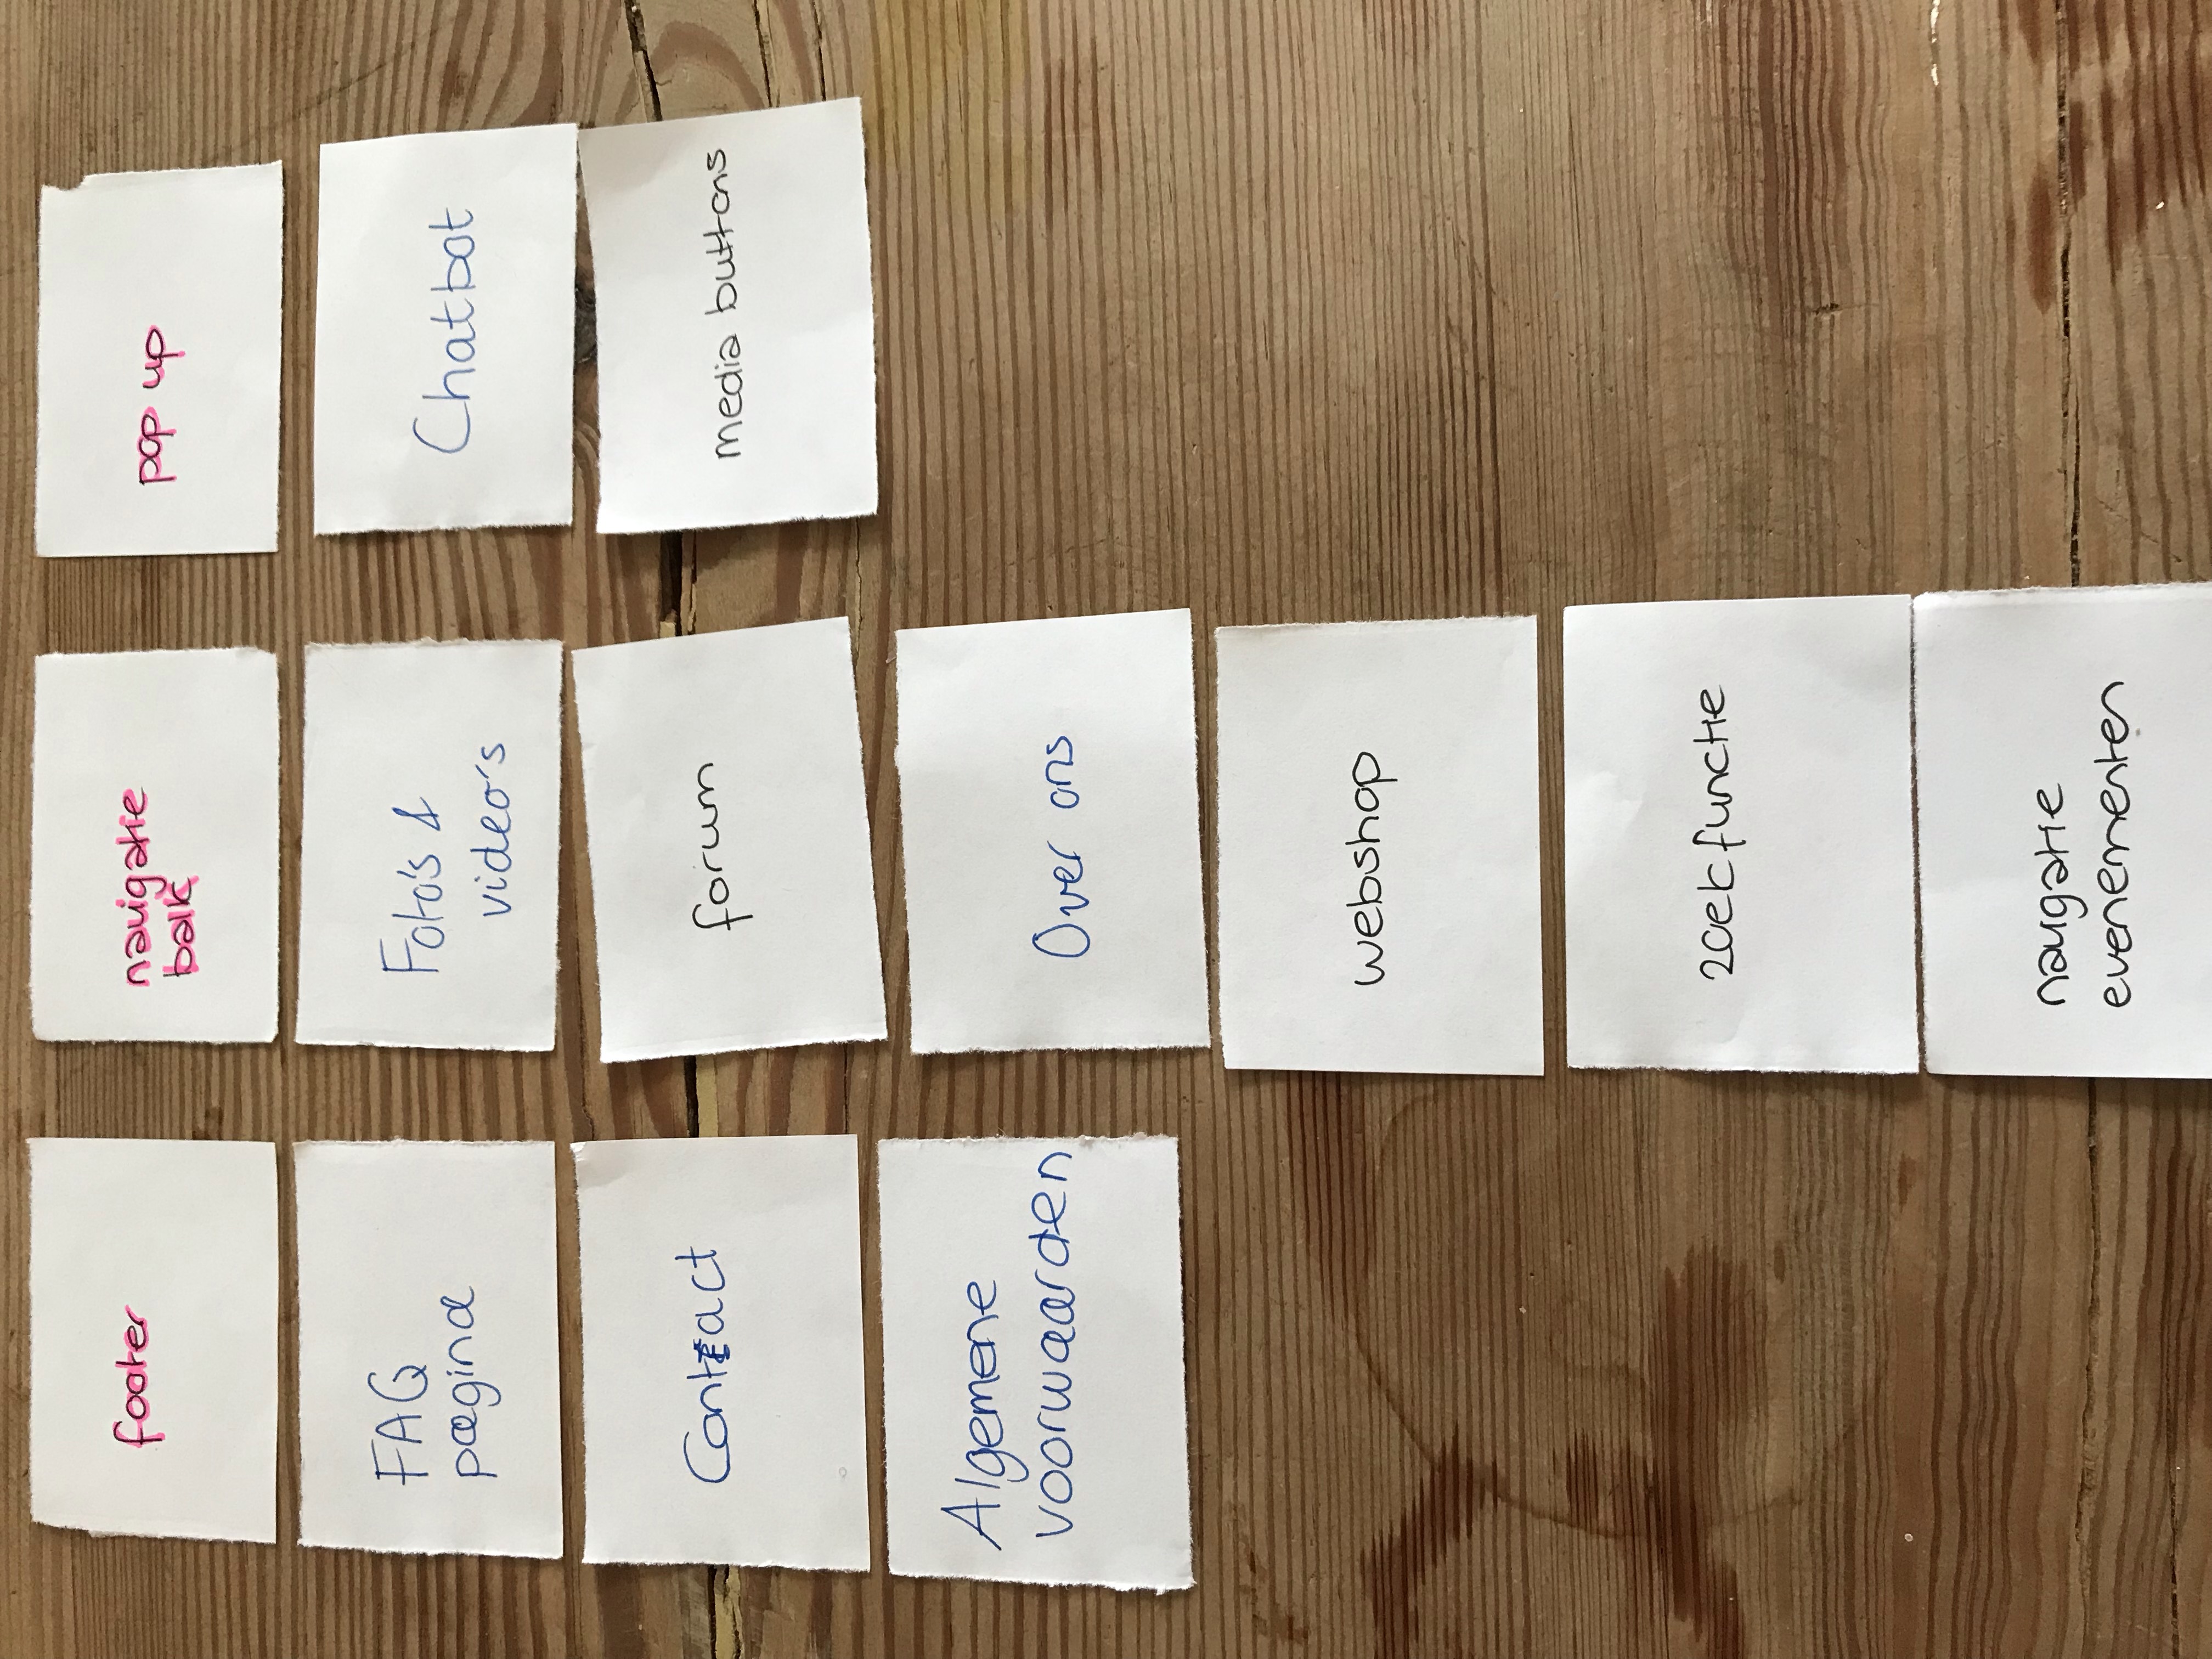 footer
navigatie
balk
pop up
FAQ
pagina
Foto's &
video's
Chatbot
Contact
forum
media buttons
Algemene
voorwaarden
Over ons
webshop
zoekfunctie
navigatie
evenementen